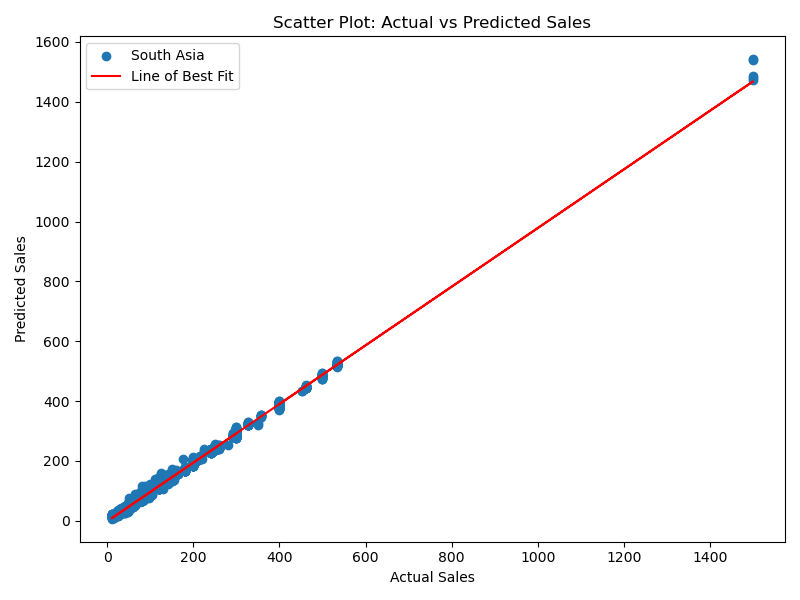 Scatter Plot: Actual vs Predicted Sales
South Asia
Line of Best Fit
1600
1400
1200
1000
800
600
400
200
0
Predicted Sales
0 200 400 600 800 1000 1200 1400
Actual Sales